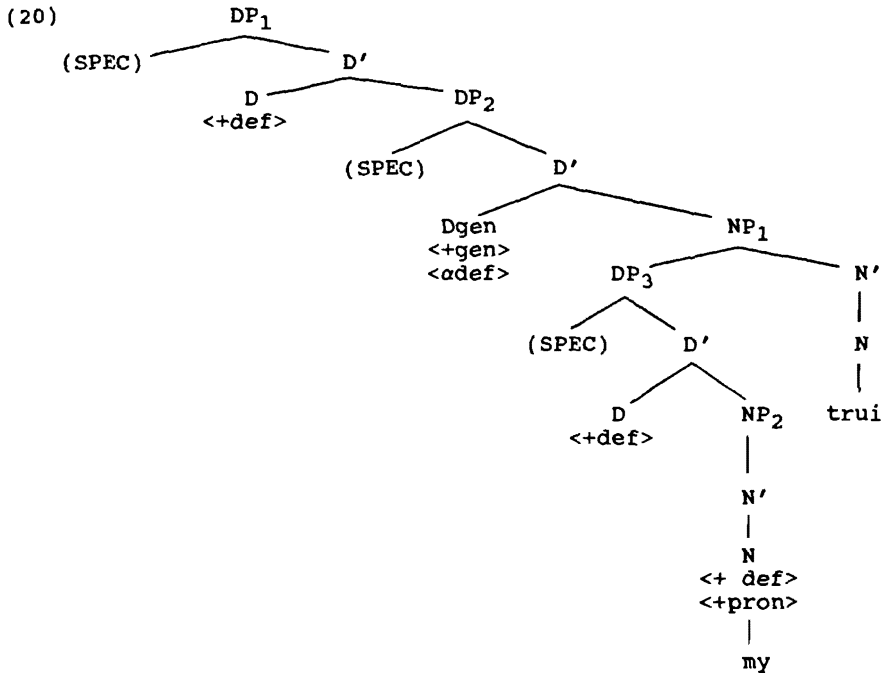 (20) DP1
(SPEC) D'
D DP2
<+def>
(SPEC) D'
Dgen NP1
<+gen>
<αdef> DP3 N'
(SPEC) D' N
D NP2 trui
<+def>
N'
N
<+ def>
<+pron>
my